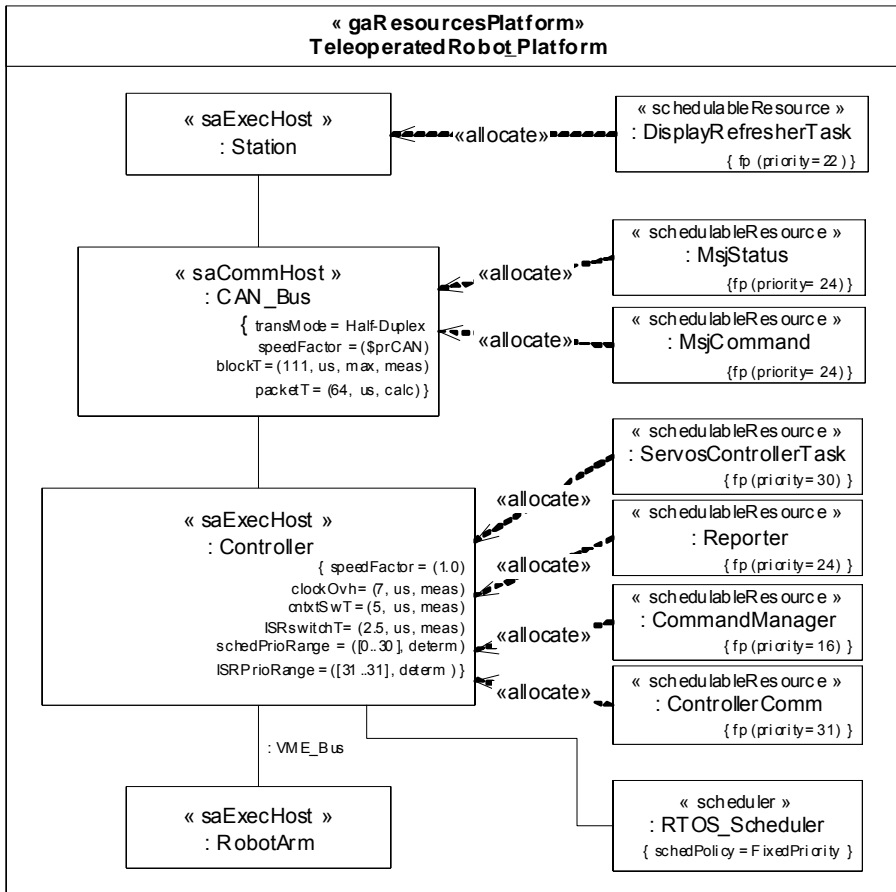 « gaResourcesPlatform»
TeleoperatedRobot_Platform
« saExecHost »
: Station
«allocate»
« schedulableResource »
: DisplayRefresherTask
{ fp (priority= 22) }
« saCommHost »
: CAN_Bus
{ transMode = Half-Duplex
speedFactor = ($prCAN)
blockT= (111, us, max, meas)
packetT = (64, us, calc) }
«allocate»
« schedulableResource »
: MsjStatus
{fp (priority= 24) }
«allocate»
« schedulableResource »
: MsjCommand
{fp (priority= 24) }
« saExecHost »
: Controller
{ speedFactor = (1.0)
clockOvh= (7, us, meas)
cntxtSwT = (5, us, meas)
ISRswitchT= (2.5, us, meas)
schedPrioRange = ([0..30], determ )
ISRPrioRange = ([31 ..31], determ ) }
«allocate»
« schedulableResource »
: ServosControllerTask
{ fp (priority= 30) }
«allocate»
« schedulableResource »
: Reporter
{ fp (priority= 24) }
«allocate»
« schedulableResource »
: CommandManager
{ fp (priority= 16) }
«allocate»
« schedulableResource »
: ControllerComm
{ fp (priority= 31) }
: VME_Bus
« saExecHost »
: RobotArm
« scheduler »
: RTOS_Scheduler
{ schedPolicy = FixedPriority }